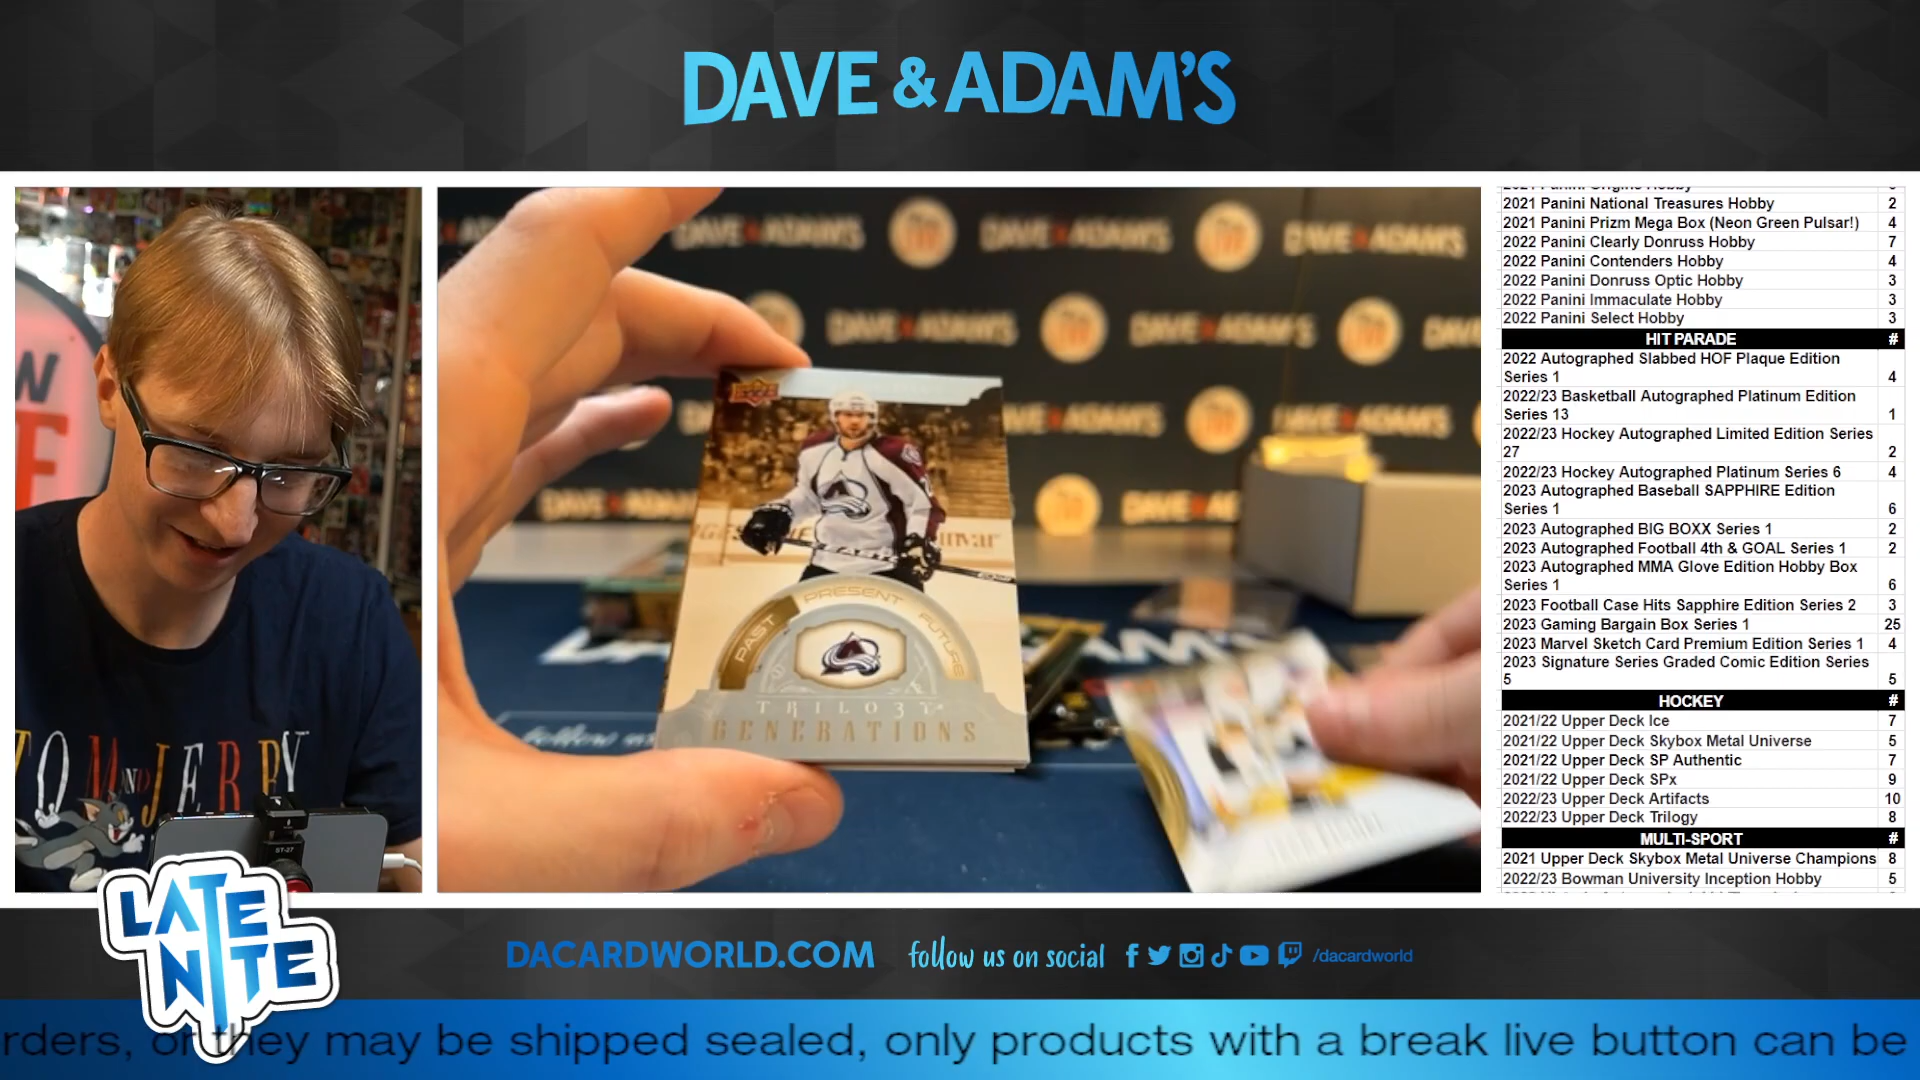 DAVE & ADAM'S
2021 Panini National Treasures Hobby 2
2021 Panini Prizm Mega Box (Neon Green Pulsar!) 4
2022 Panini Clearly Donruss Hobby 7
2022 Panini Contenders Hobby 4
2022 Panini Donruss Optic Hobby 3
2022 Panini Immaculate Hobby 3
2022 Panini Select Hobby 3
HIT PARADE #
2022 Autographed Slabbed HOF Plaque Edition
Series 1 4
2022/23 Basketball Autographed Platinum Edition
Series 13 1
2022/23 Hockey Autographed Limited Edition Series
27 2
2022/23 Hockey Autographed Platinum Series 6 4
2023 Autographed Baseball SAPPHIRE Edition
Series 1 6
2023 Autographed BIG BOXX Series 1 2
2023 Autographed Football 4th & GOAL Series 1 2
2023 Autographed MMA Glove Edition Hobby Box
Series 1 6
2023 Football Case Hits Sapphire Edition Series 2 3
2023 Gaming Bargain Box Series 1 25
2023 Marvel Sketch Card Premium Edition Series 1 4
2023 Signature Series Graded Comic Edition Series
5 5
HOCKEY #
2021/22 Upper Deck Ice 7
2021/22 Upper Deck Skybox Metal Universe 5
2021/22 Upper Deck SP Authentic 7
2021/22 Upper Deck SPx 9
2022/23 Upper Deck Artifacts 10
2022/23 Upper Deck Trilogy 8
MULTI-SPORT #
2021 Upper Deck Skybox Metal Universe Champions 8
2022/23 Bowman University Inception Hobby 5
PAST PRESENT FUTURE
TRILO3Y
GENERATIONS
TOM AND JERRY
ST-27
LATE
NITE
DACARDWORLD.COM follow us on social /dacardworld
rders, or they may be shipped sealed, only products with a break live button can be